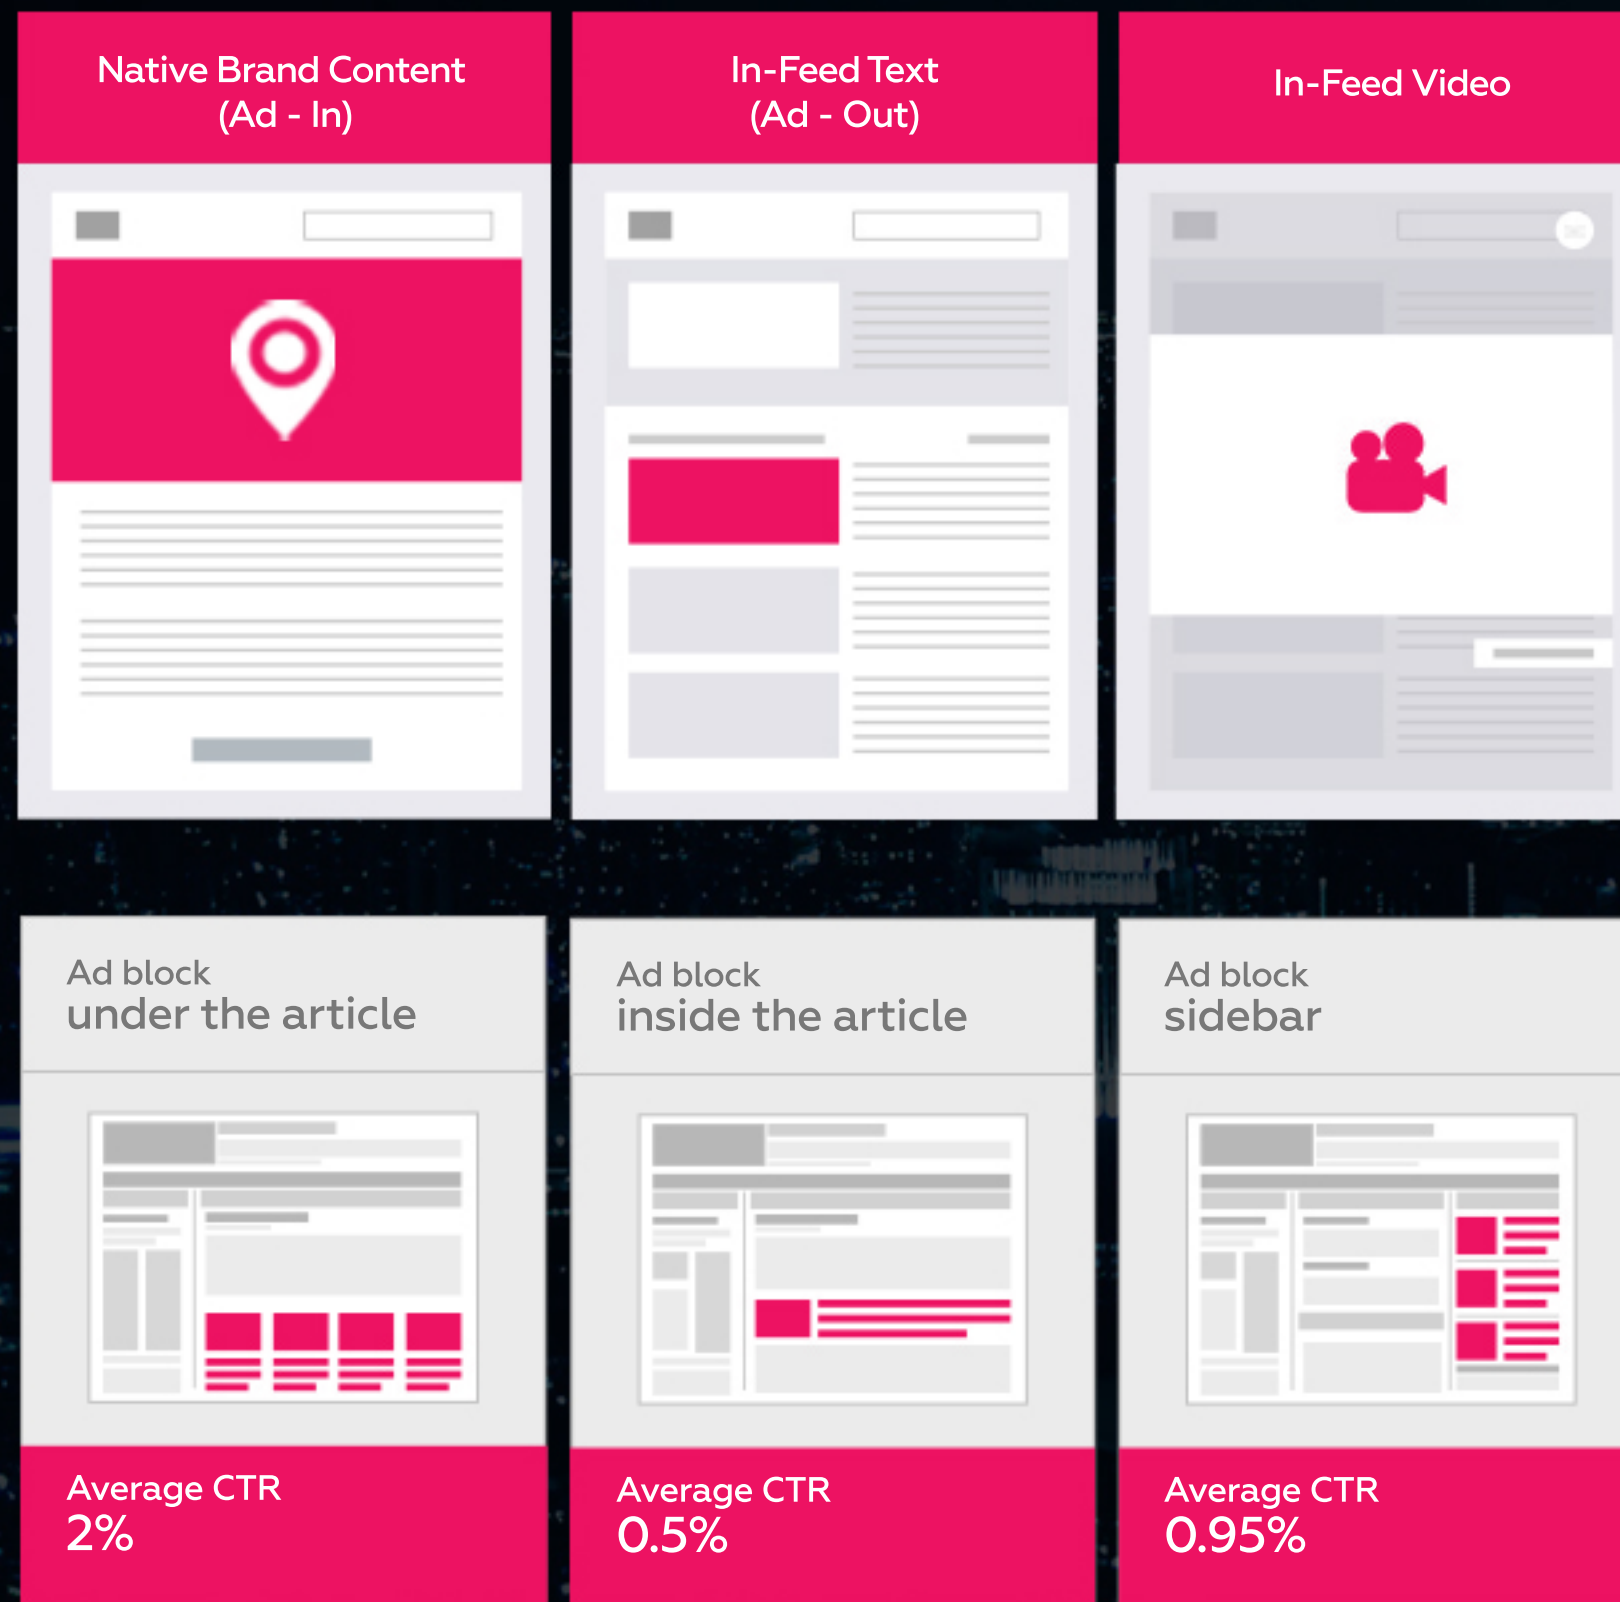 Native Brand Content
(Ad - In)
In-Feed Text
(Ad - Out)
In-Feed Video
Ad block
under the article
Ad block
inside the article
Ad block
sidebar
Average CTR
2%
Average CTR
0.5%
Average CTR
0.95%